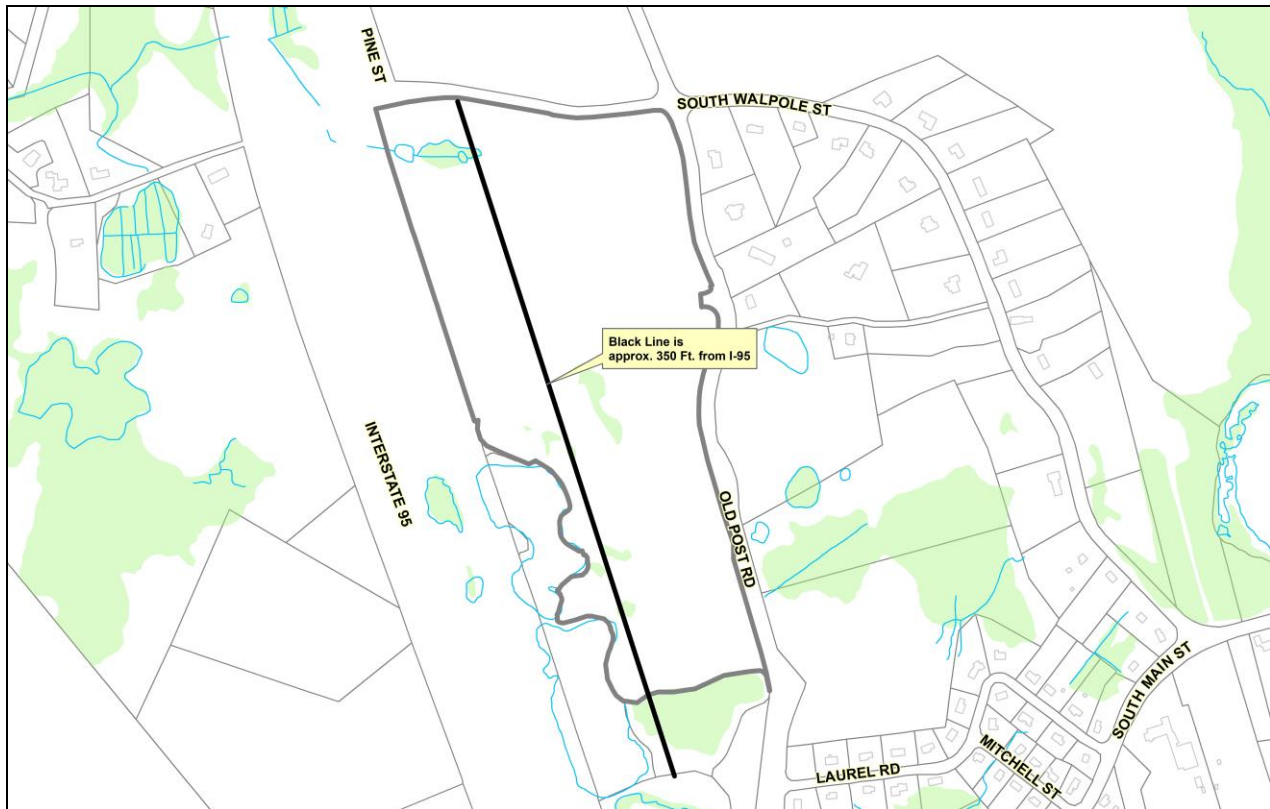 PINE ST
SOUTH WALPOLE ST
Black Line is
approx. 350 Ft. from I-95
INTERSTATE 95
OLD POST RD
SOUTH MAIN ST
MITCHELL ST
LAUREL RD